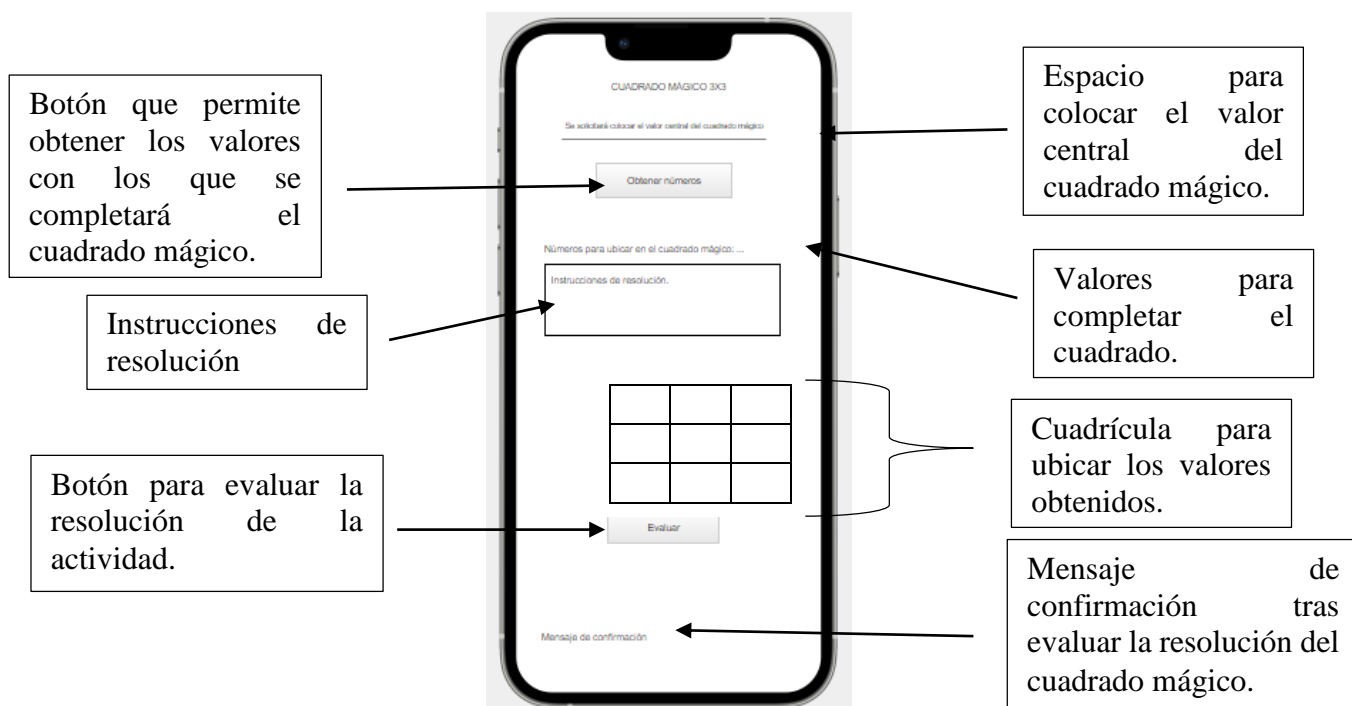 Botón que permite
obtener los valores
con los que se
completará el
cuadrado mágico.
Instrucciones de
resolución
Botón para evaluar la
resolución de la
actividad.
CUADRADO MÁGICO 3X3
Se solicitará colocar el valor central del cuadrado mágico
Obtener números
Números para ubicar en el cuadrado mágico: ...
Instrucciones de resolución.
Evaluar
Mensaje de confirmación
Espacio para
colocar el valor
central del
cuadrado mágico.
Valores para
completar el
cuadrado.
Cuadrícula para
ubicar los valores
obtenidos.
Mensaje de
confirmación tras
evaluar la resolución del
cuadrado mágico.